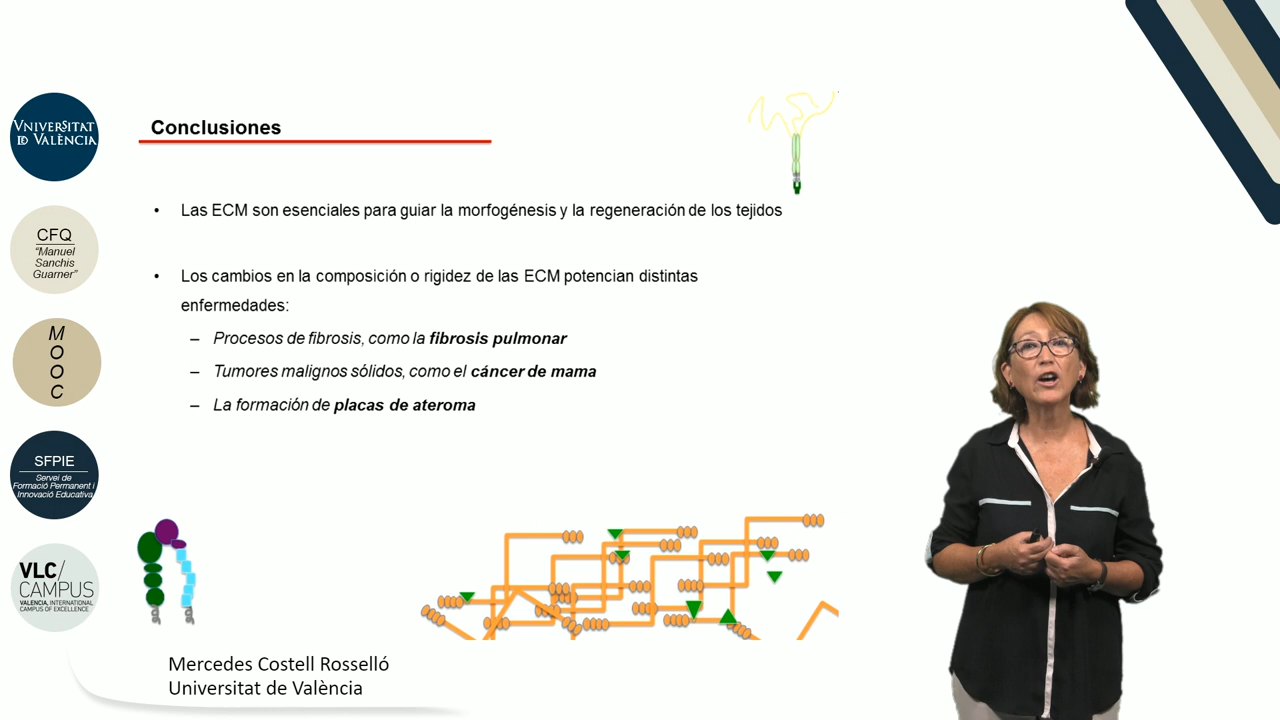 VNIVERSITAT
ID VALÈNCIA
CFQ
“Manuel
Sanchis
Guarner”
M
O
O
C
SFPIE
Servei de
Formació Permanent i
Innovació Educativa
VLC/
CAMPUS
VALENCIA, INTERNATIONAL
CAMPUS OF EXCELLENCE
Conclusiones
• Las ECM son esenciales para guiar la morfogénesis y la regeneración de los tejidos
• Los cambios en la composición o rigidez de las ECM potencian distintas
enfermedades:
– Procesos de fibrosis, como la fibrosis pulmonar
– Tumores malignos sólidos, como el cáncer de mama
– La formación de placas de ateroma
Mercedes Costell Rosselló
Universitat de València